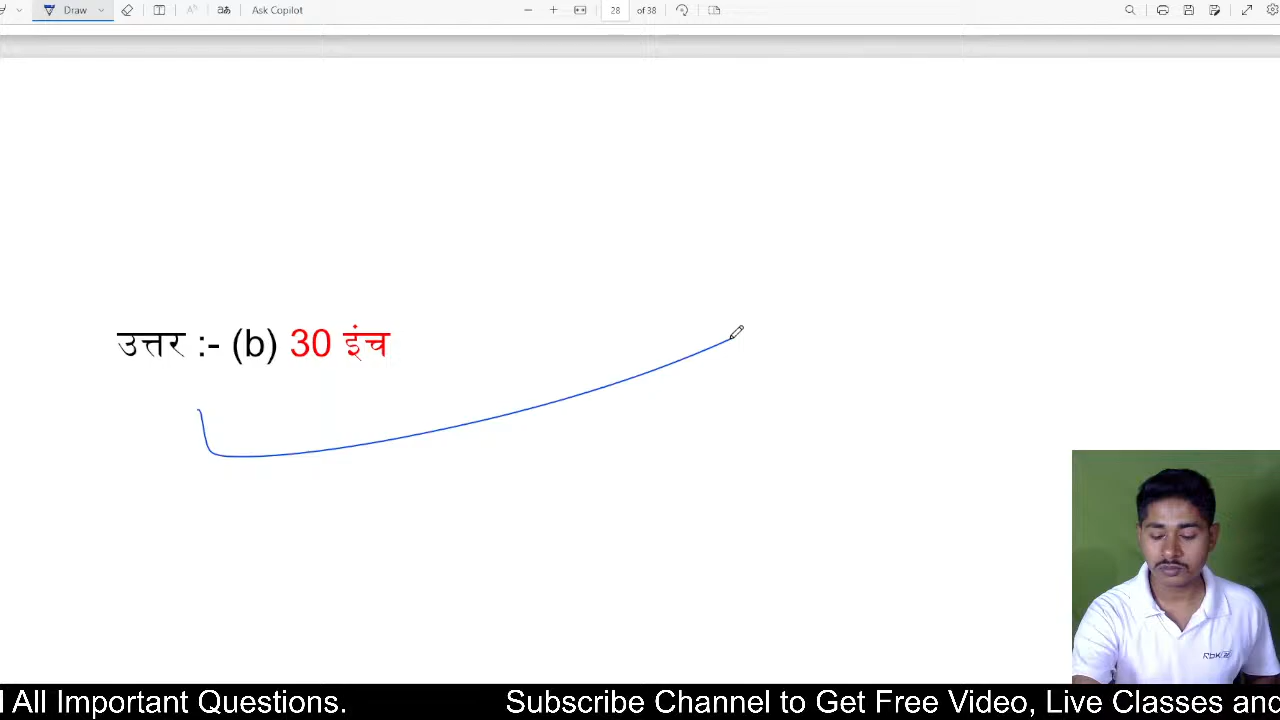 Draw
Ask Copilot
28 of 38
उत्तर :- (b) 30 इंच
All Important Questions. Subscribe Channel to Get Free Video, Live Classes and